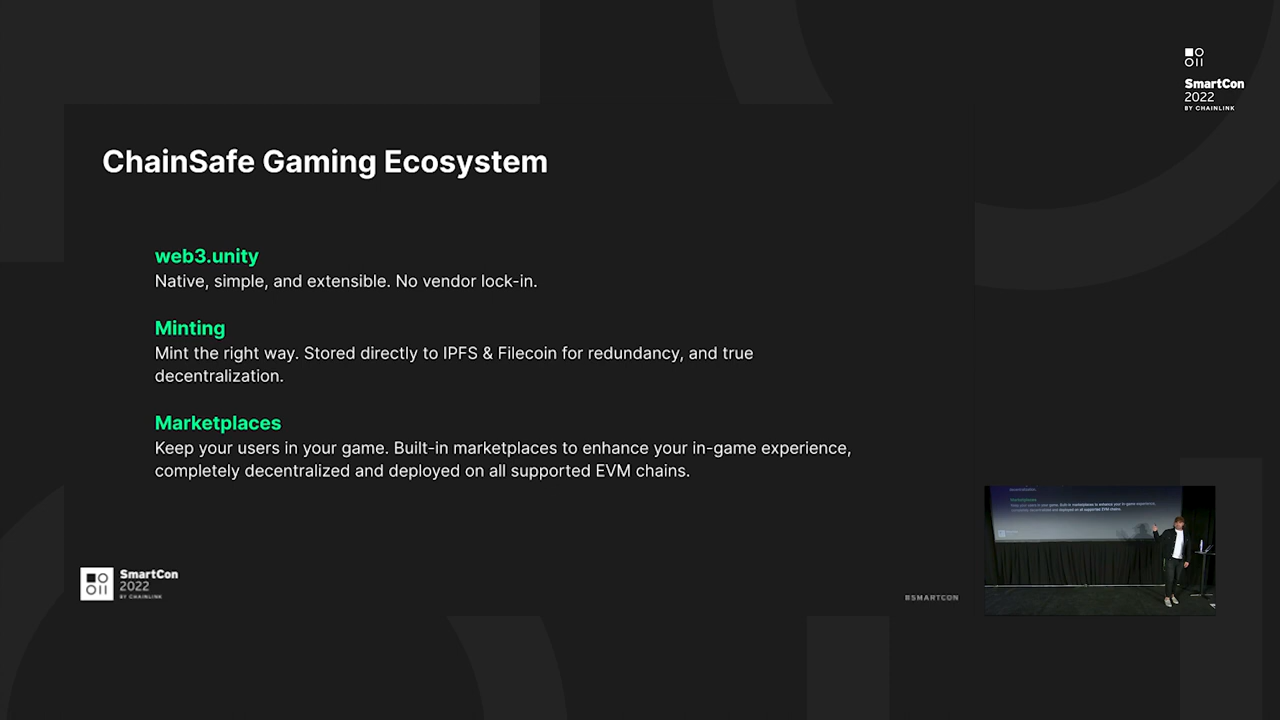 SmartCon
2022
BY CHAINLINK
ChainSafe Gaming Ecosystem
web3.unity
Native, simple, and extensible. No vendor lock-in.
Minting
Mint the right way. Stored directly to IPFS & Filecoin for redundancy, and true
decentralization.
Marketplaces
Keep your users in your game. Built-in marketplaces to enhance your in-game experience,
completely decentralized and deployed on all supported EVM chains.
SmartCon
2022
BY CHAINLINK
#SMARTCON